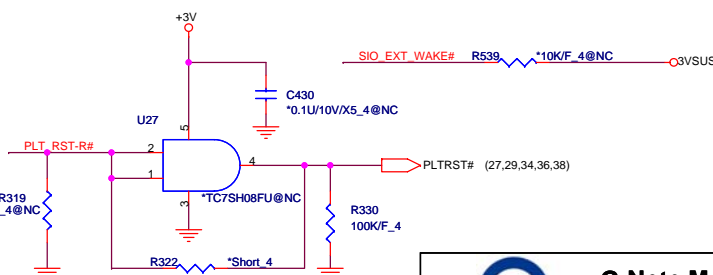 +3V
SIO_EXT_WAKE#
R539
*10K/F_4@NC
3VSUS
C430
*0.1U/10V/X5_4@NC
U27
5
PLT_RST-R#
2
1
4
PLTRST# (27,29,34,36,38)
3
*TC7SH08FU@NC
R319
_4@NC
R330
100K/F_4
R322
*Short_4